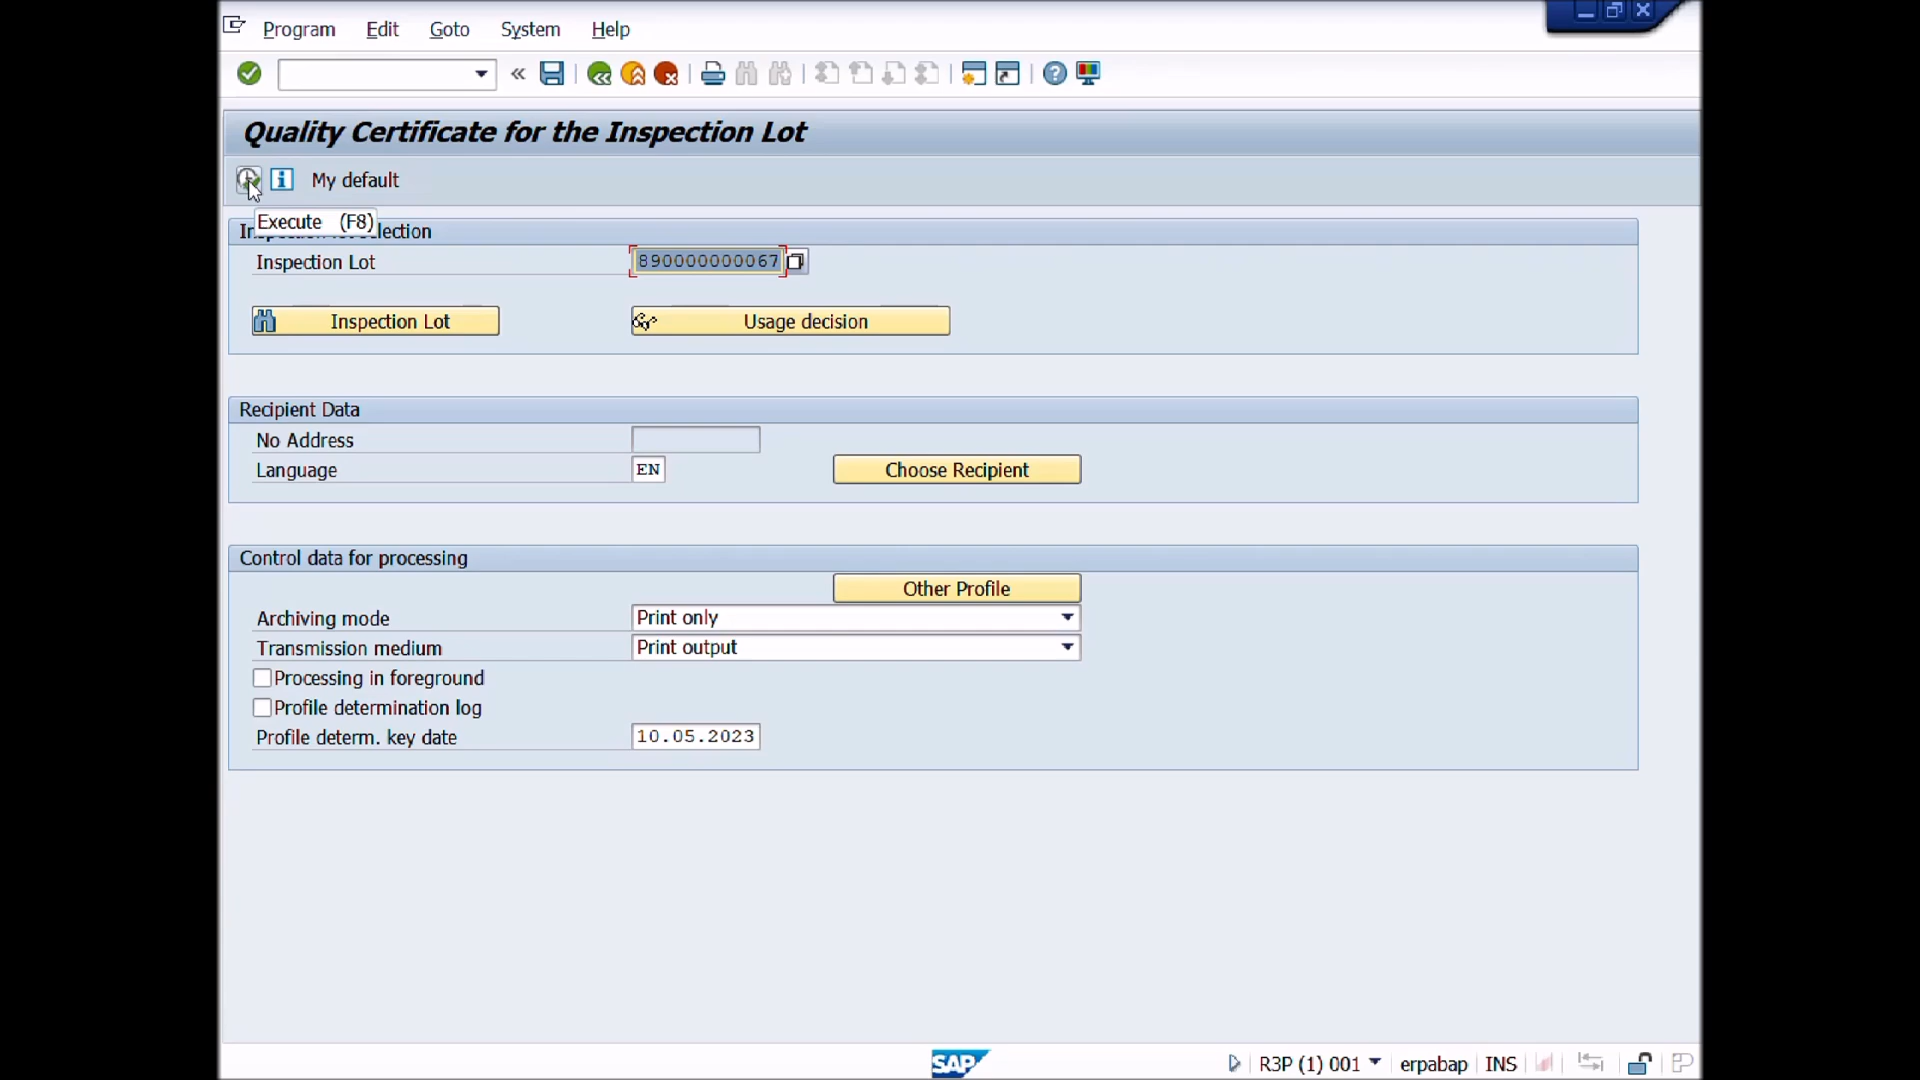 Program Edit Goto System Help
Quality Certificate for the Inspection Lot
My default
Execute (F8)
Inspection Lot 890000000067
Inspection Lot Usage decision
Recipient Data
No Address
Language EN Choose Recipient
Control data for processing
Other Profile
Archiving mode Print only
Transmission medium Print output
Processing in foreground
Profile determination log
Profile determ. key date 10.05.2023
SAP R3P (1) 001 erpabap INS